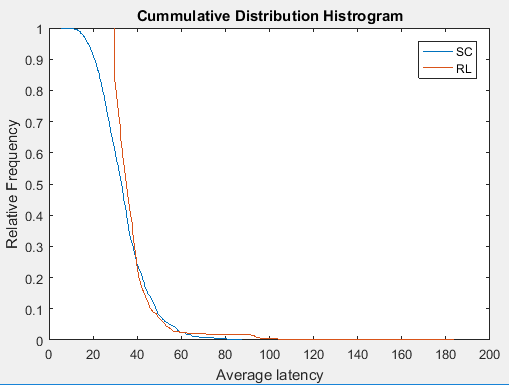 Cummulative Distribution Histrogram
SC
RL
1
0.9
0.8
0.7
0.6
0.5
0.4
0.3
0.2
0.1
0
Relative Frequency
0 20 40 60 80 100 120 140 160 180 200
Average latency